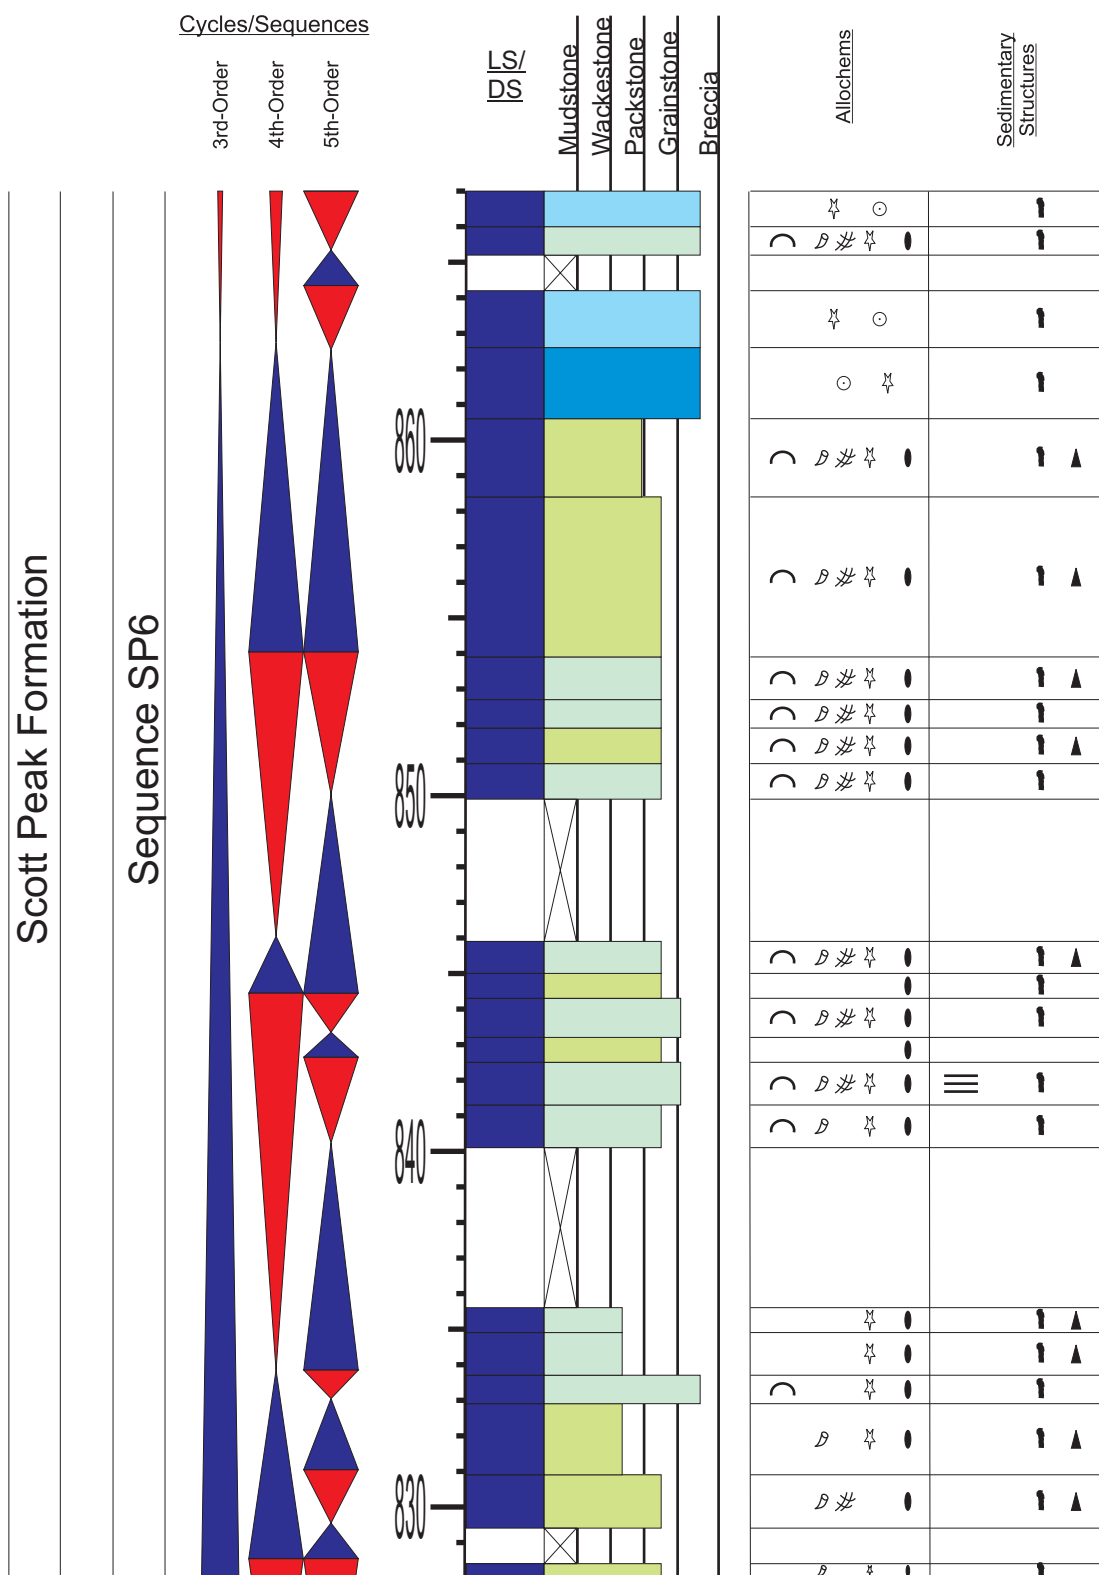 Cycles/Sequences
3rd-Order
4th-Order
5th-Order
LS/
DS
Mudstone
Wackestone
Packstone
Grainstone
Breccia
Allochems
Sedimentary
Structures
Scott Peak Formation
Sequence SP6
860
850
840
830